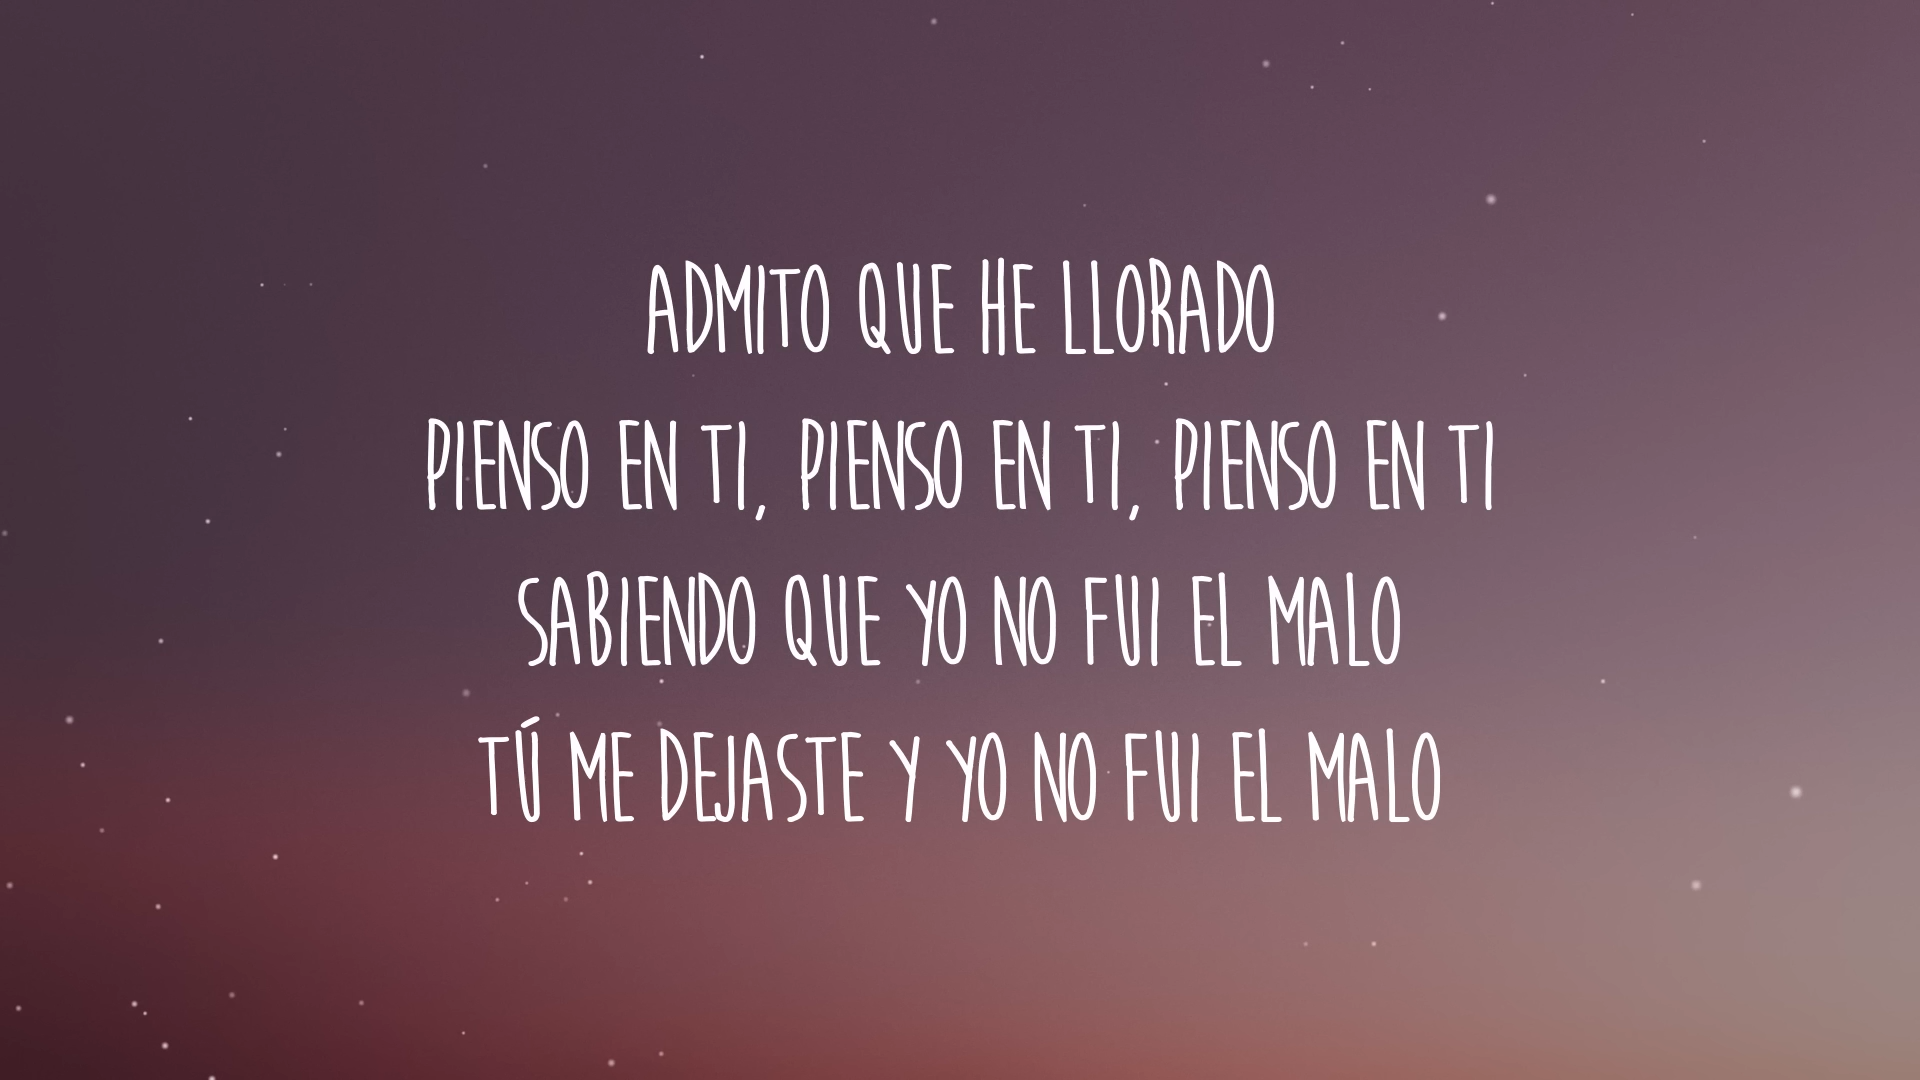 ADMITO QUE HE LLORADO
PIENSO EN TI, PIENSO EN TI, PIENSO EN TI
SABIENDO QUE YO NO FUI EL MALO
TÚ ME DEJASTE Y YO NO FUI EL MALO